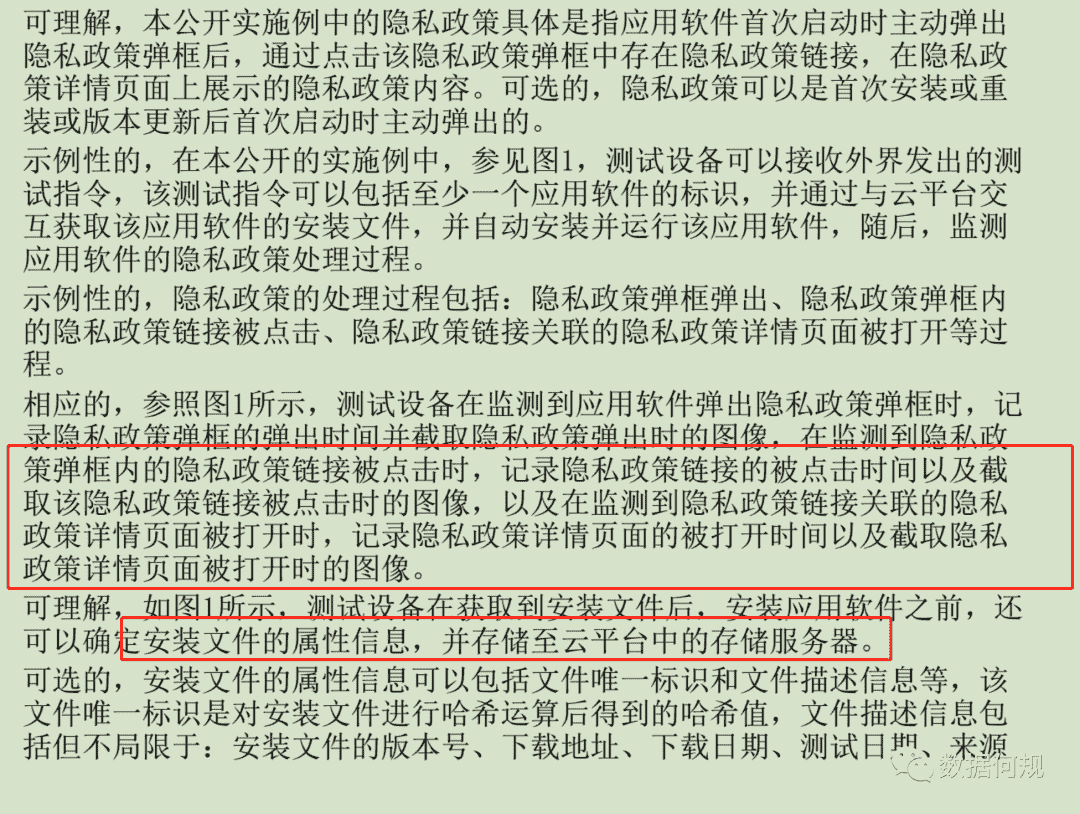 可理解，本公开实施例中的隐私政策具体是指应用软件首次启动时主动弹出
隐私政策弹框后，通过点击该隐私政策弹框中存在隐私政策链接，在隐私政
策详情页面上展示的隐私政策内容。可选的，隐私政策可以是首次安装或重
装或版本更新后首次启动时主动弹出的。
示例性的，在本公开的实施例中，参见图1，测试设备可以接收外界发出的测
试指令，该测试指令可以包括至少一个应用软件的标识，并通过与云平台交
互获取该应用软件的安装文件，并自动安装并运行该应用软件，随后，监测
应用软件的隐私政策处理过程。
示例性的，隐私政策的处理过程包括：隐私政策弹框弹出、隐私政策弹框内
的隐私政策链接被点击、隐私政策链接关联的隐私政策详情页面被打开等过
程。
相应的，参照图1所示，测试设备在监测到应用软件弹出隐私政策弹框时，记
录隐私政策弹框的弹出时间并截取隐私政策弹出时的图像，在监测到隐私政
策弹框内的隐私政策链接被点击时，记录隐私政策链接的被点击时间以及截
取该隐私政策链接被点击时的图像，以及在监测到隐私政策链接关联的隐私
政策详情页面被打开时，记录隐私政策详情页面的被打开时间以及截取隐私
政策详情页面被打开时的图像。
可理解，如图1所示，测试设备在获取到安装文件后，安装应用软件之前，还
可以确定安装文件的属性信息，并存储至云平台中的存储服务器。
可选的，安装文件的属性信息可以包括文件唯一标识和文件描述信息等，该
文件唯一标识是对安装文件进行哈希运算后得到的哈希值，文件描述信息包
括但不局限于：安装文件的版本号、下载地址、下载日期、测试日期、来源
数据何规